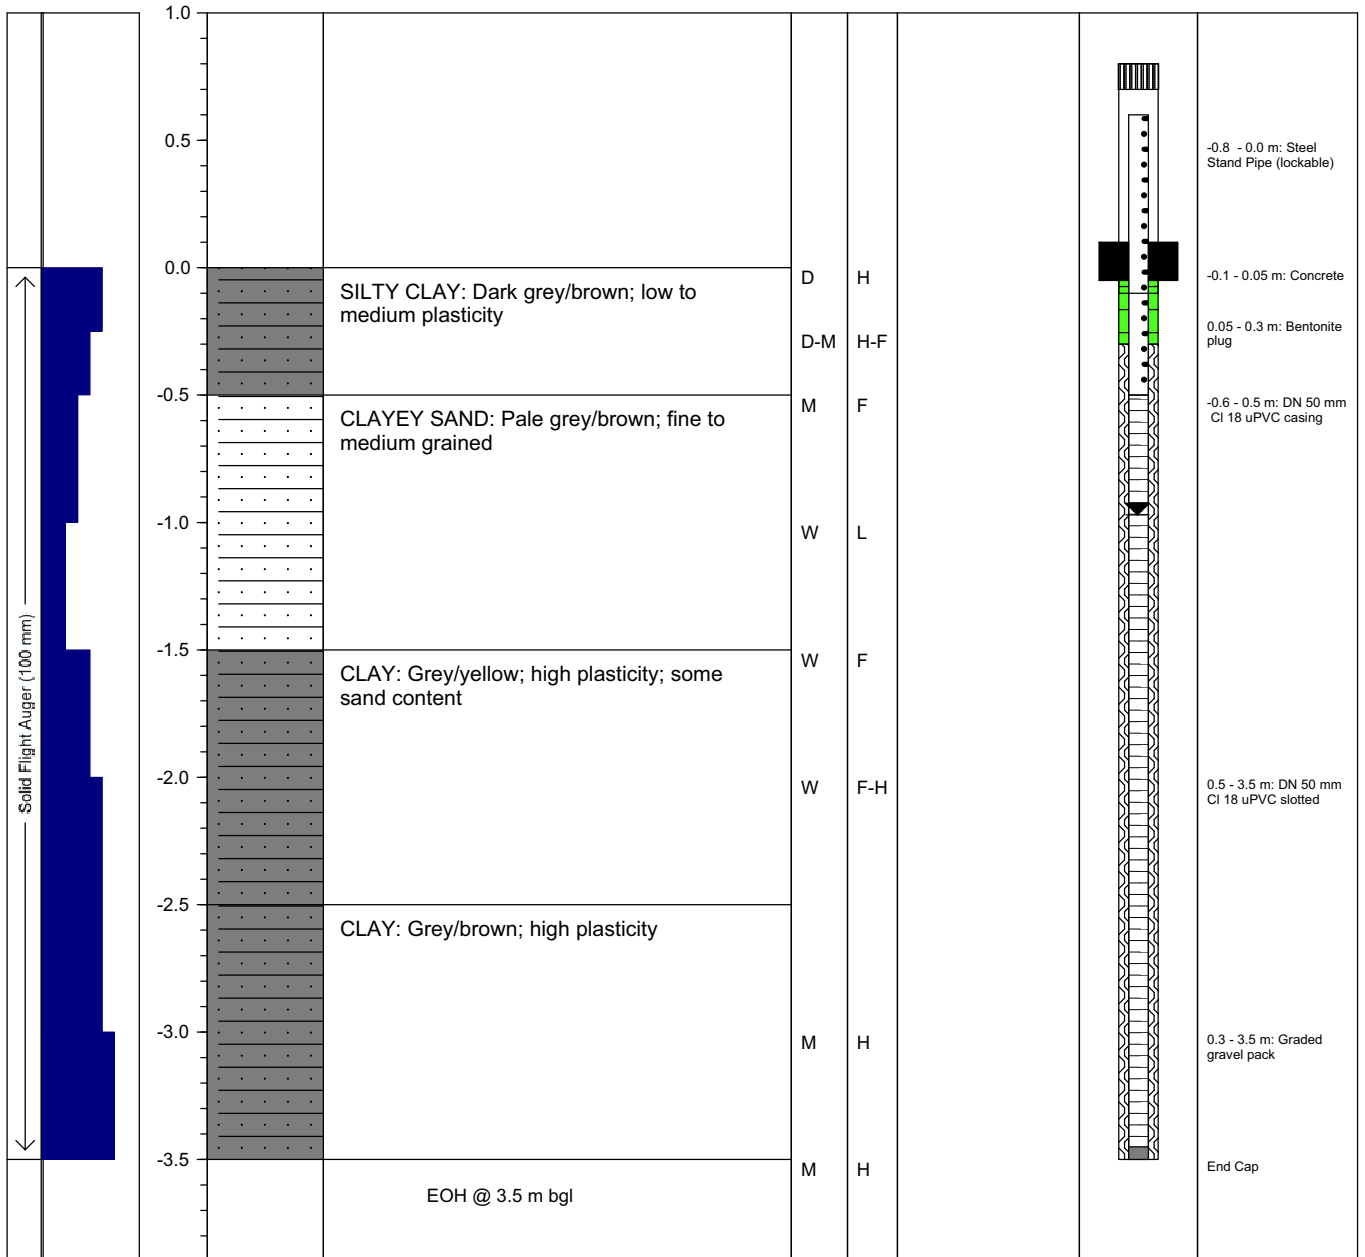 1.0
0.5
-0.8 - 0.0 m: Steel
Stand Pipe (lockable)
0.0
D H
-0.1 - 0.05 m: Concrete
SILTY CLAY: Dark grey/brown; low to
medium plasticity
0.05 - 0.3 m: Bentonite
plug
D-M H-F
-0.5
M F
-0.6 - 0.5 m: DN 50 mm
Cl 18 uPVC casing
CLAYEY SAND: Pale grey/brown; fine to
medium grained
-1.0
W L
-1.5
W F
CLAY: Grey/yellow; high plasticity; some
sand content
Solid Flight Auger (100 mm)
-2.0
W F-H
0.5 - 3.5 m: DN 50 mm
Cl 18 uPVC slotted
-2.5
CLAY: Grey/brown; high plasticity
-3.0
M H
0.3 - 3.5 m: Graded
gravel pack
-3.5
M H
End Cap
EOH @ 3.5 m bgl